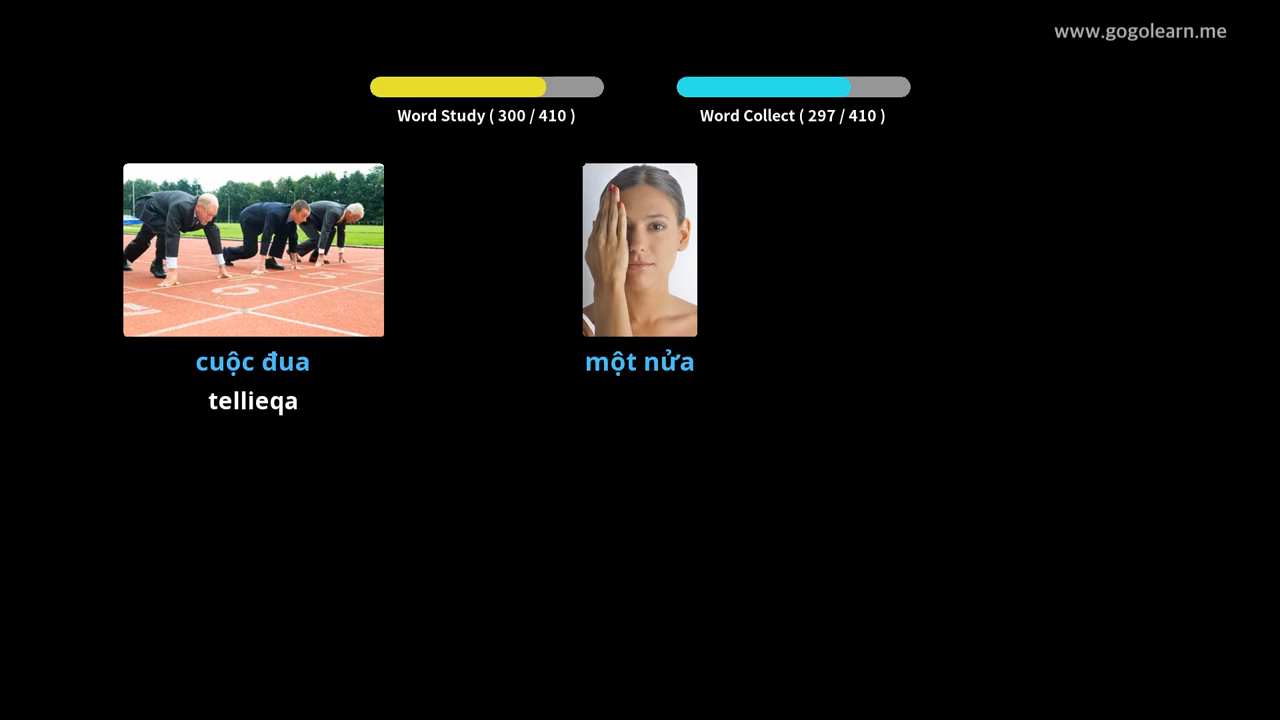 www.gogolearn.me
Word Study ( 300 / 410 )
Word Collect ( 297 / 410 )
cuộc đua
một nửa
tellieqa